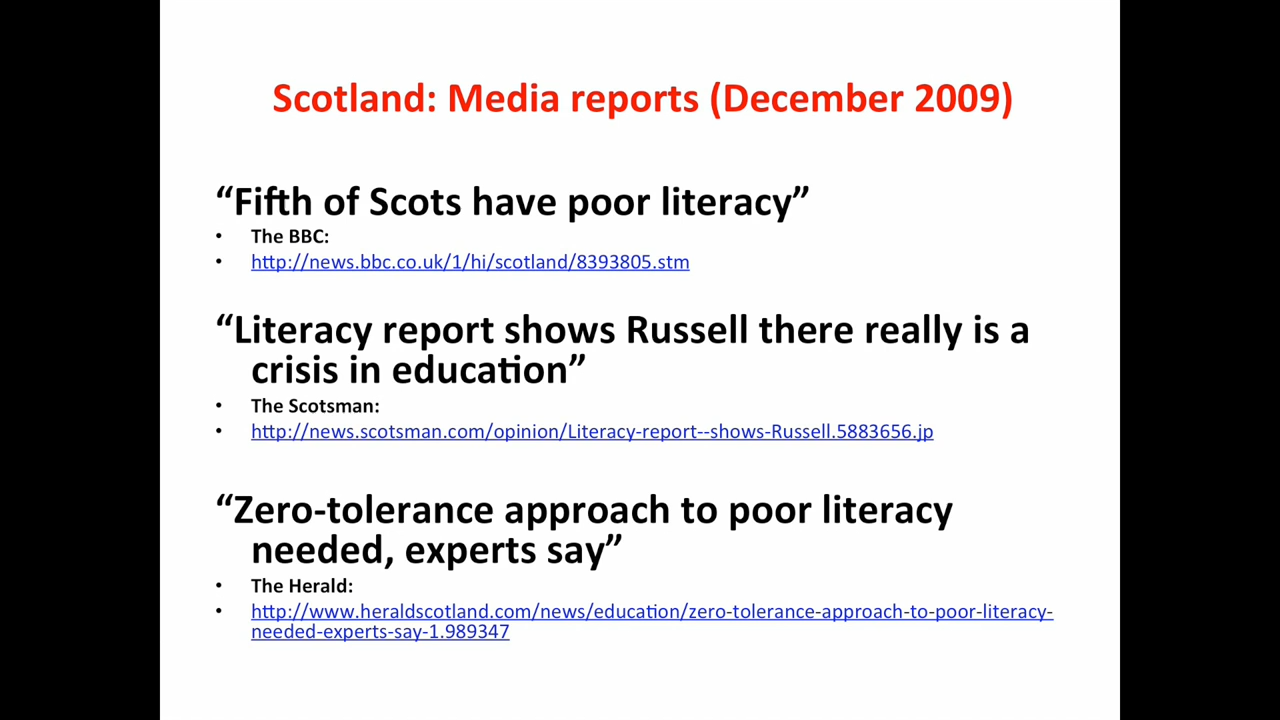 Scotland: Media reports (December 2009)
“Fifth of Scots have poor literacy”
• The BBC:
• http://news.bbc.co.uk/1/hi/scotland/8393805.stm
“Literacy report shows Russell there really is a
crisis in education”
• The Scotsman:
• http://news.scotsman.com/opinion/Literacy-report--shows-Russell.5883656.jp
“Zero-tolerance approach to poor literacy
needed, experts say”
• The Herald:
• http://www.heraldscotland.com/news/education/zero-tolerance-approach-to-poor-literacy-
needed-experts-say-1.989347